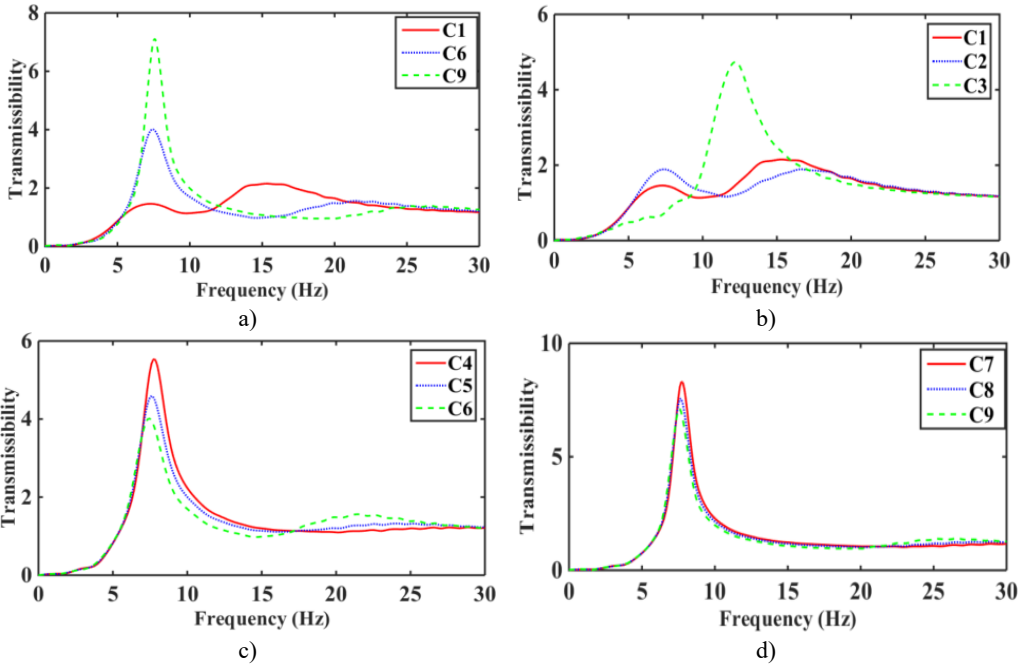 8
6
4
2
0
Transmissibility
C1
C6
C9
0 5 10 15 20 25 30
Frequency (Hz)
a)
6
4
2
0
Transmissibility
C1
C2
C3
0 5 10 15 20 25 30
Frequency (Hz)
b)
6
4
2
0
Transmissibility
C4
C5
C6
0 5 10 15 20 25 30
Frequency (Hz)
c)
10
5
0
Transmissibility
C7
C8
C9
0 5 10 15 20 25 30
Frequency (Hz)
d)